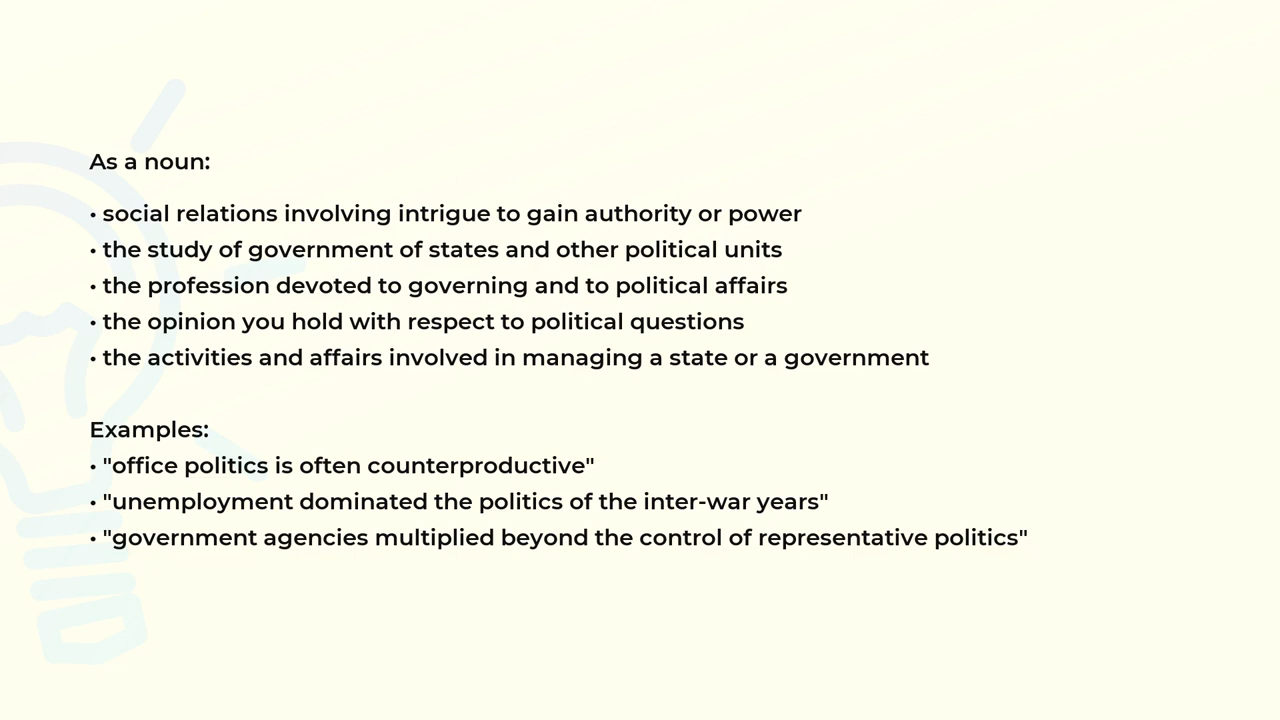 As a noun:
• social relations involving intrigue to gain authority or power
• the study of government of states and other political units
• the profession devoted to governing and to political affairs
• the opinion you hold with respect to political questions
• the activities and affairs involved in managing a state or a government
Examples:
• "office politics is often counterproductive"
• "unemployment dominated the politics of the inter-war years"
• "government agencies multiplied beyond the control of representative politics"